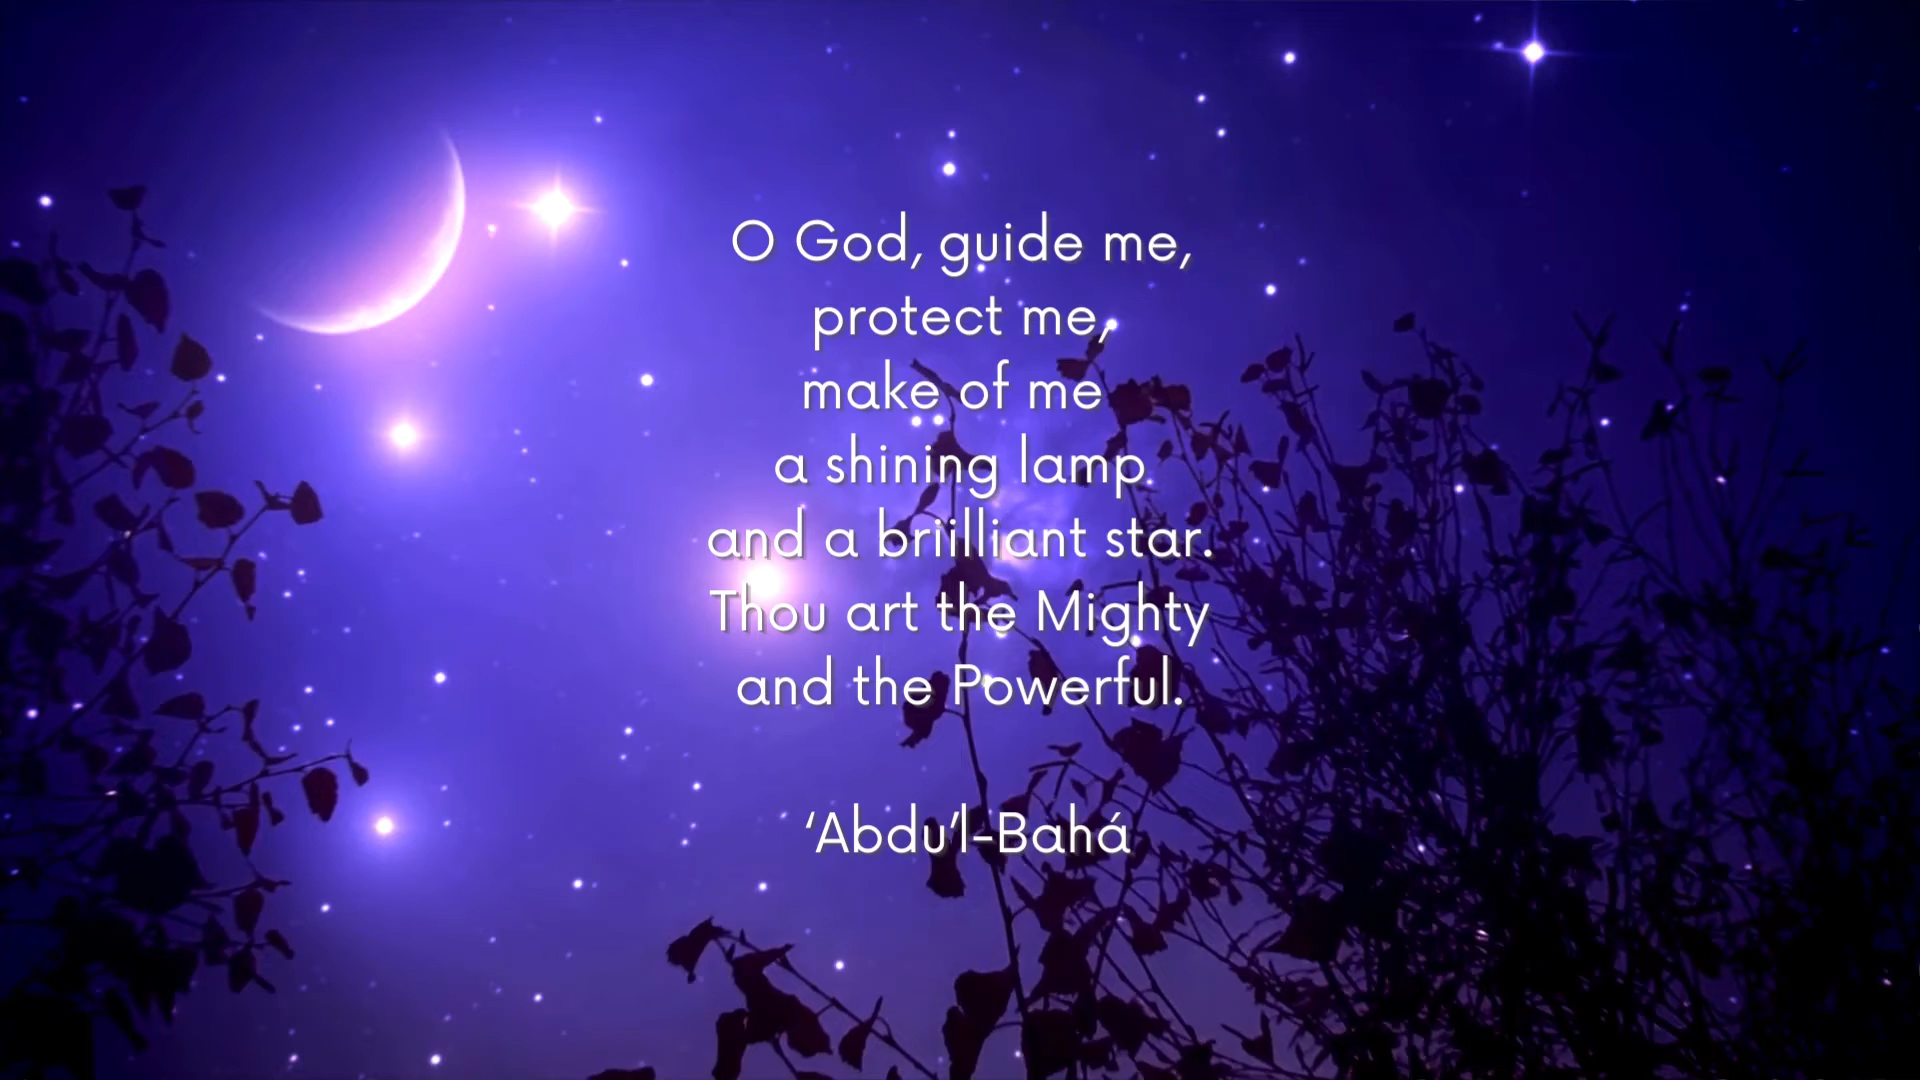 O God, guide me,
protect me,
make of me
a shining lamp
and a briilliant star.
Thou art the Mighty
and the Powerful.
‘Abdu’l-Bahá